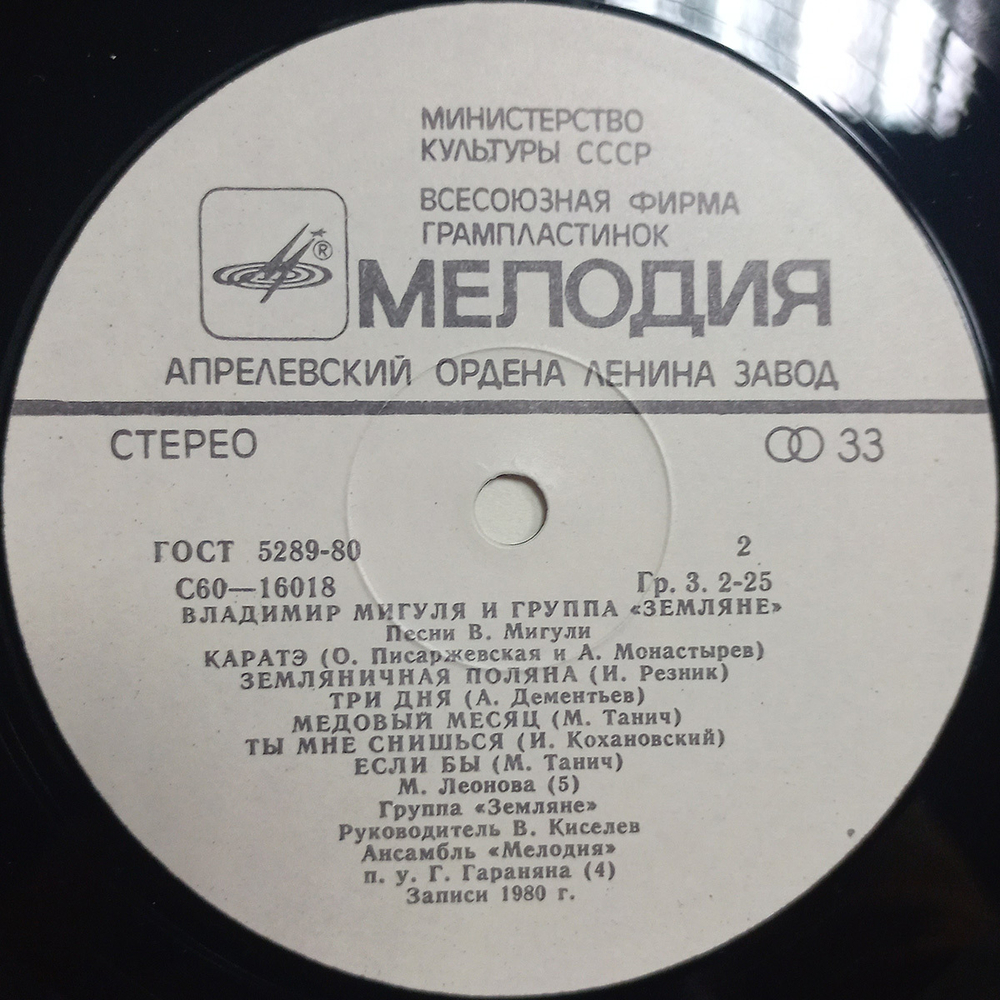 МИНИСТЕРСТВО
КУЛЬТУРЫ СССР
ВСЕСОЮЗНАЯ ФИРМА
ГРАМПЛАСТИНОК
®
МЕЛОДИЯ
АПРЕЛЕВСКИЙ ОРДЕНА ЛЕНИНА ЗАВОД
СТЕРЕО 33
ГОСТ 5289-80 2
С60—16018 Гр. 3. 2-25
ВЛАДИМИР МИГУЛЯ И ГРУППА «ЗЕМЛЯНЕ»
Песни В. Мигули
КАРАТЭ (О. Писаржевская и А. Монастырев)
ЗЕМЛЯНИЧНАЯ ПОЛЯНА (И. Резник)
ТРИ ДНЯ (А. Дементьев)
МЕДОВЫЙ МЕСЯЦ (М. Танич)
ТЫ МНЕ СНИШЬСЯ (И. Кохановский)
ЕСЛИ БЫ (М. Танич)
М. Леонова (5)
Группа «Земляне»
Руководитель В. Киселев
Ансамбль «Мелодия»
п. у. Г. Гараняна (4)
Записи 1980 г.